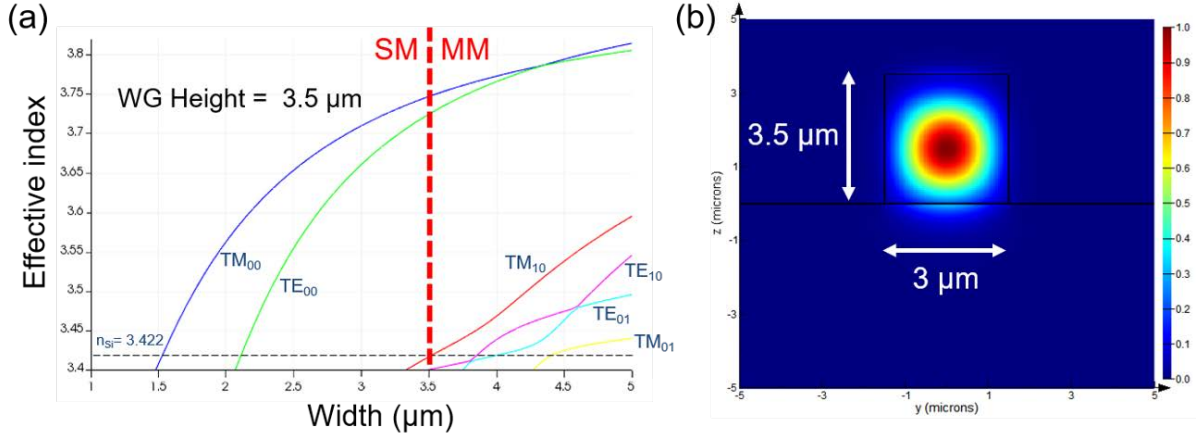 (a)
SM MM
WG Height = 3.5 µm
Effective index
3.8
3.75
3.7
3.65
3.0
3.55
3.5
3.45
3.4
TM00
TE00
TM10
TE10
TE01
TM01
nSi= 3.422
1 1.5 2 2.5 3 3.5 4 4.5 5
Width (µm)
(b)
5
3
1
-1
-3
-5
z (microns)
3.5 µm
3 µm
-5 -3 -1 1 3 5
y (microns)
1.0
0.9
0.8
0.7
0.6
0.5
0.4
0.3
0.2
0.1
0.0